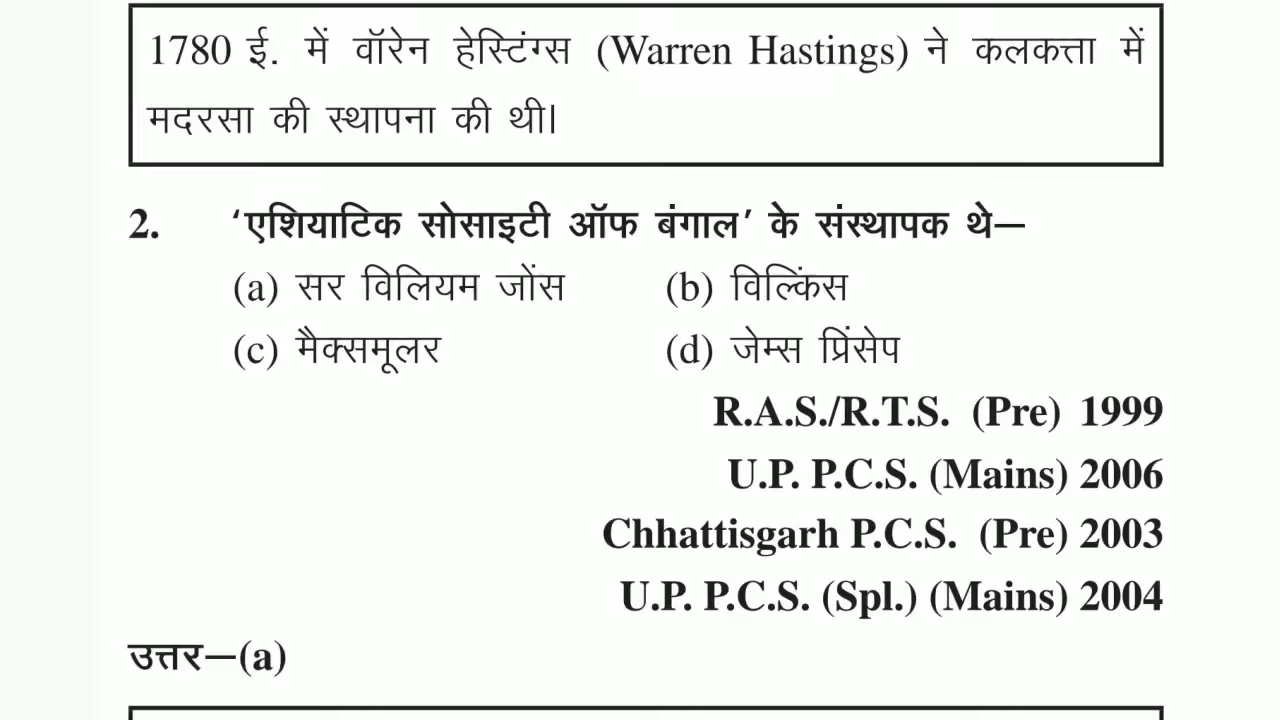 1780 ई. में वॉरेन हेस्टिंग्स (Warren Hastings) ने कलकत्ता में
मदरसा की स्थापना की थी।
2. ‘एशियाटिक सोसाइटी ऑफ बंगाल’ के संस्थापक थे—
(a) सर विलियम जोंस (b) विल्किंस
(c) मैक्समूलर (d) जेम्स प्रिंसेप
R.A.S./R.T.S. (Pre) 1999
U.P. P.C.S. (Mains) 2006
Chhattisgarh P.C.S. (Pre) 2003
U.P. P.C.S. (Spl.) (Mains) 2004
उत्तर—(a)